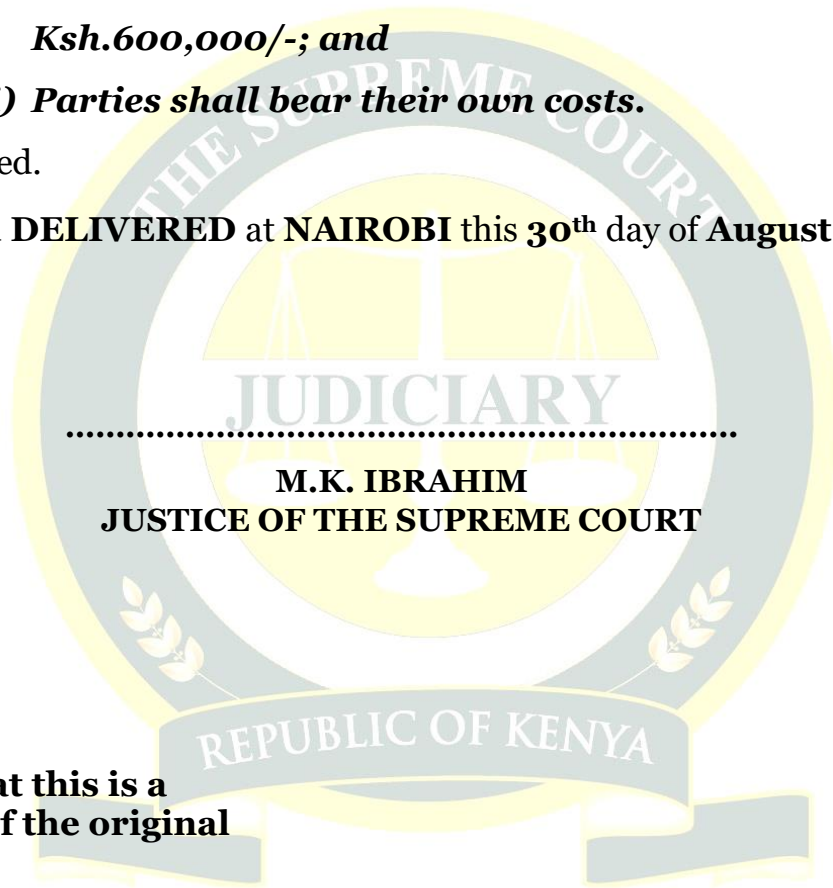 Ksh.600,000/-; and
) Parties shall bear their own costs.
ed.
DELIVERED at NAIROBI this 30th day of August
THE SUPREME COURT
JUDICIARY
...................................................................
M.K. IBRAHIM
JUSTICE OF THE SUPREME COURT
REPUBLIC OF KENYA
at this is a
f the original